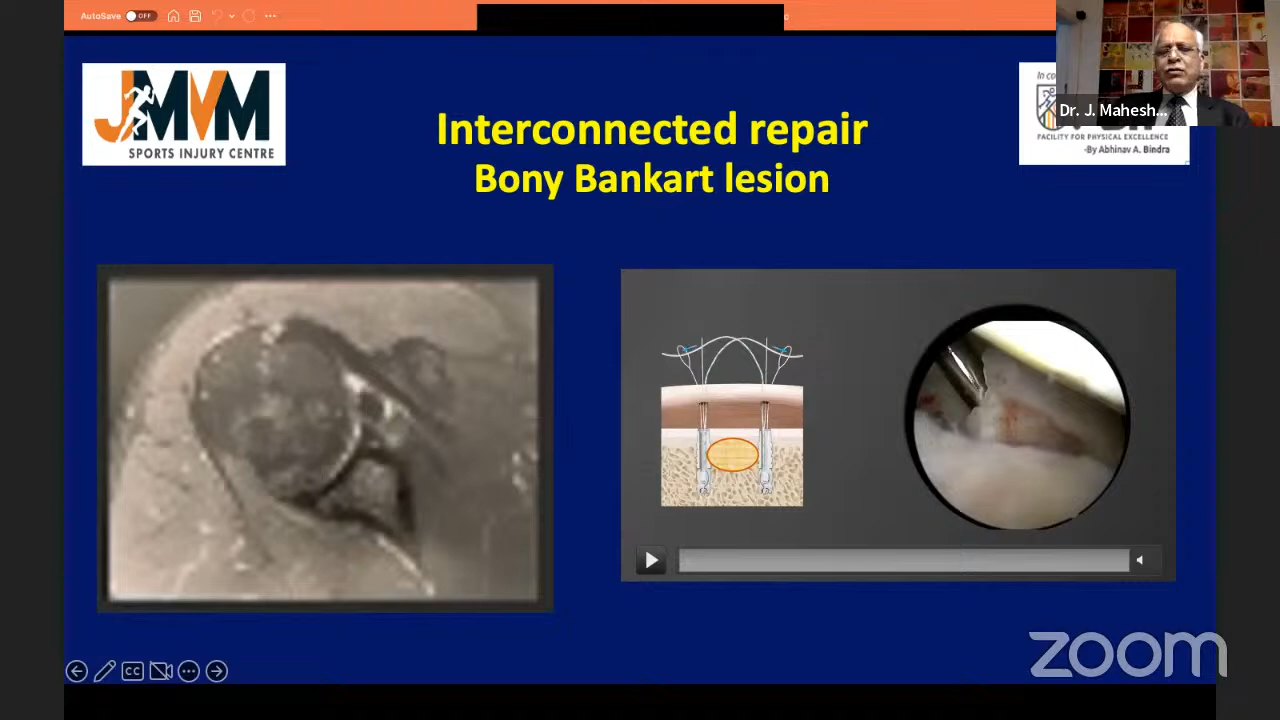 AutoSave OFF
JMVM
SPORTS INJURY CENTRE
Interconnected repair
Bony Bankart lesion
Dr. J. Mahesh...
FACILITY FOR PHYSICAL EXCELLENCE
-By Abhinav A. Bindra
CC
zoom